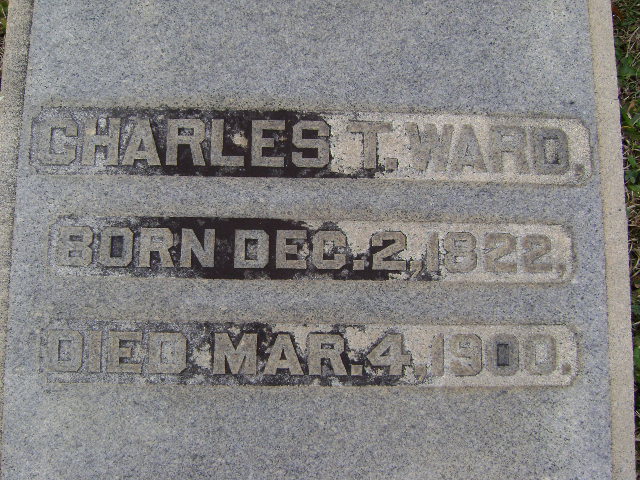 CHARLES T. WARD,
BORN DEC. 2, 1822,
DIED MAR. 4, 1900.